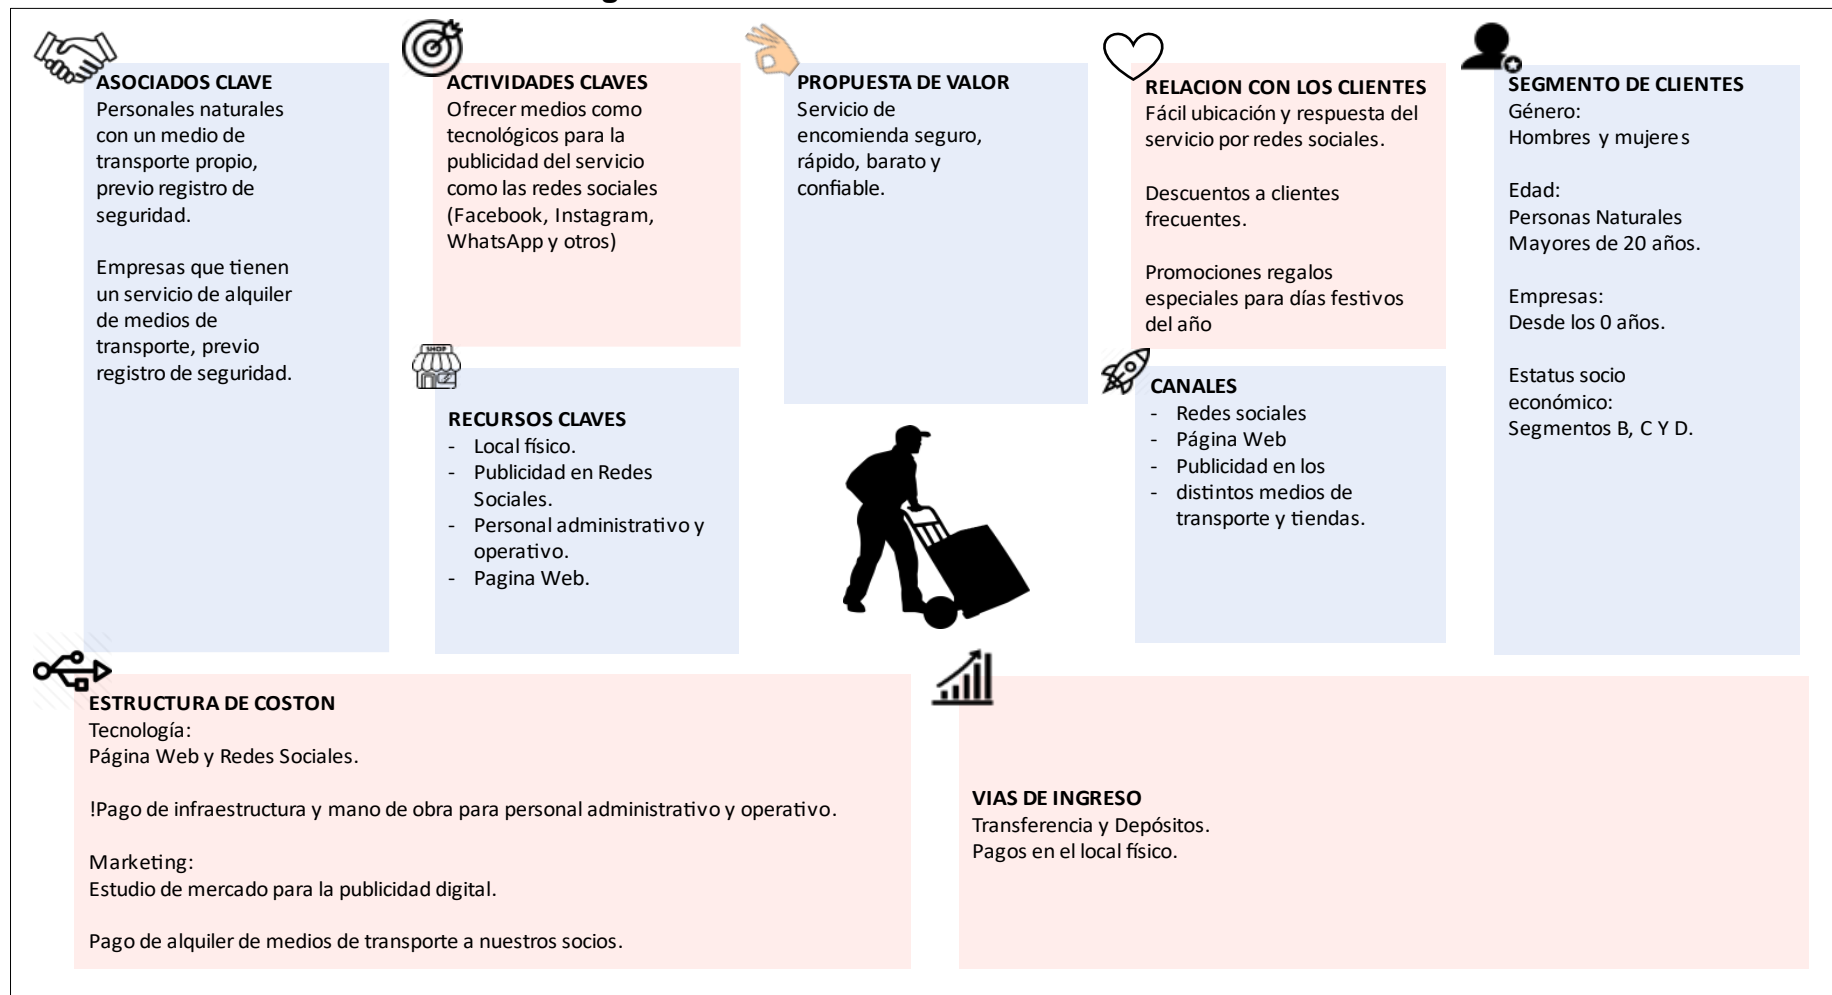 ASOCIADOS CLAVE
Personales naturales
con un medio de
transporte propio,
previo registro de
seguridad.
Empresas que tienen
un servicio de alquiler
de medios de
transporte, previo
registro de seguridad.
ACTIVIDADES CLAVES
Ofrecer medios como
tecnológicos para la
publicidad del servicio
como las redes sociales
(Facebook, Instagram,
WhatsApp y otros)
SHOP
RECURSOS CLAVES
- Local físico.
- Publicidad en Redes
Sociales.
- Personal administrativo y
operativo.
- Pagina Web.
PROPUESTA DE VALOR
Servicio de
encomienda seguro,
rápido, barato y
confiable.
RELACION CON LOS CLIENTES
Fácil ubicación y respuesta del
servicio por redes sociales.
Descuentos a clientes
frecuentes.
Promociones regalos
especiales para días festivos
del año
CANALES
- Redes sociales
- Página Web
- Publicidad en los
- distintos medios de
transporte y tiendas.
SEGMENTO DE CLIENTES
Género:
Hombres y mujeres
Edad:
Personas Naturales
Mayores de 20 años.
Empresas:
Desde los 0 años.
Estatus socio
económico:
Segmentos B, C Y D.
ESTRUCTURA DE COSTON
Tecnología:
Página Web y Redes Sociales.
!Pago de infraestructura y mano de obra para personal administrativo y operativo.
Marketing:
Estudio de mercado para la publicidad digital.
Pago de alquiler de medios de transporte a nuestros socios.
VIAS DE INGRESO
Transferencia y Depósitos.
Pagos en el local físico.